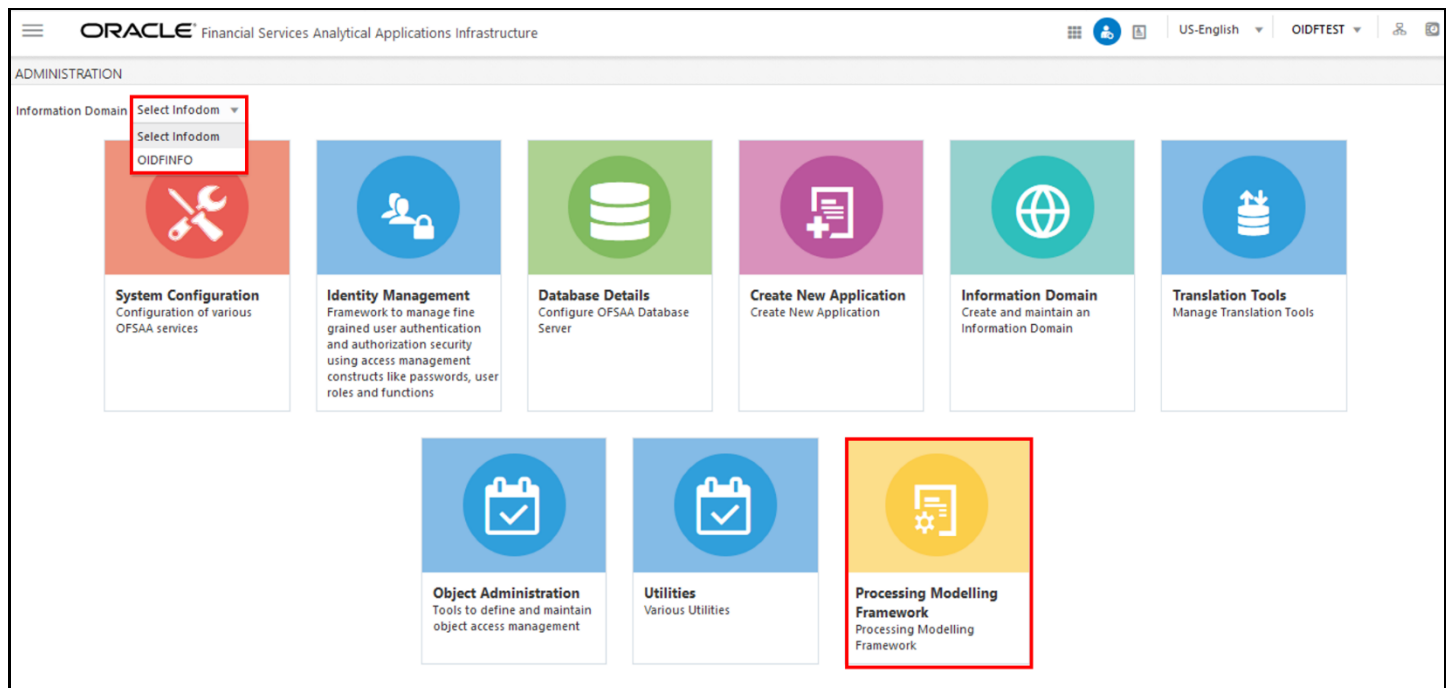 ORACLE® Financial Services Analytical Applications Infrastructure
US-English
OIDFTEST
ADMINISTRATION
Information Domain
Select Infodom
Select Infodom
OIDFINFO
System Configuration
Configuration of various
OFSAA services
Identity Management
Framework to manage fine
grained user authentication
and authorization security
using access management
constructs like passwords, user
roles and functions
Database Details
Configure OFSAA Database
Server
Create New Application
Create New Application
Information Domain
Create and maintain an
Information Domain
Translation Tools
Manage Translation Tools
Object Administration
Tools to define and maintain
object access management
Utilities
Various Utilities
Processing Modelling
Framework
Processing Modelling
Framework